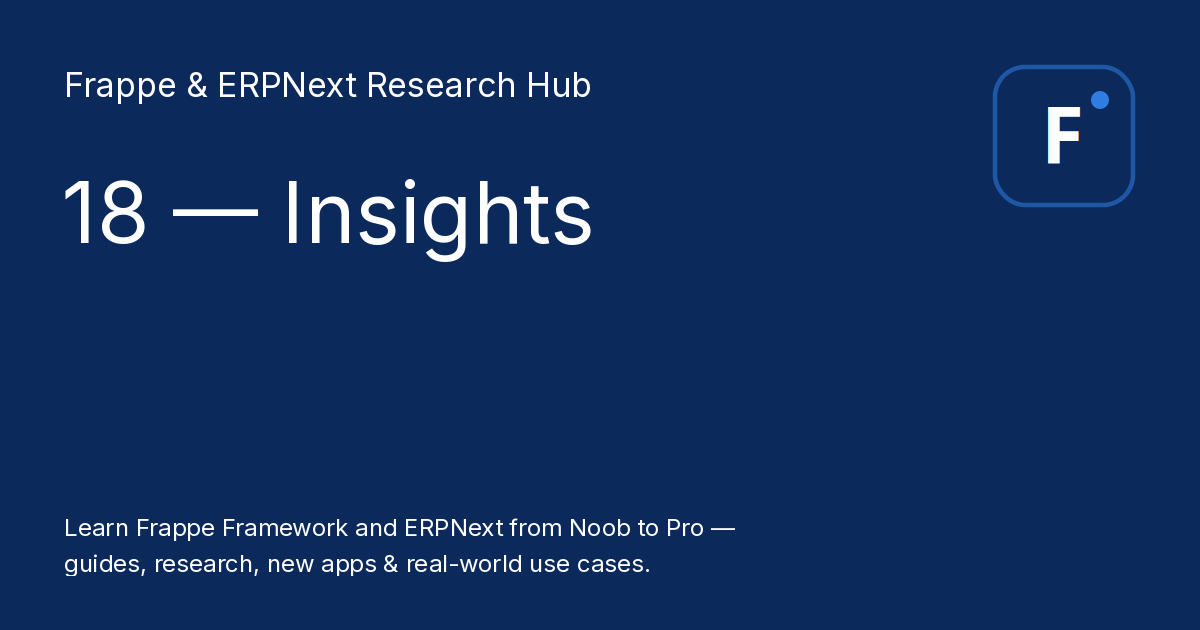 Frappe & ERPNext Research Hub
F
18 — Insights
Learn Frappe Framework and ERPNext from Noob to Pro —
guides, research, new apps & real-world use cases.